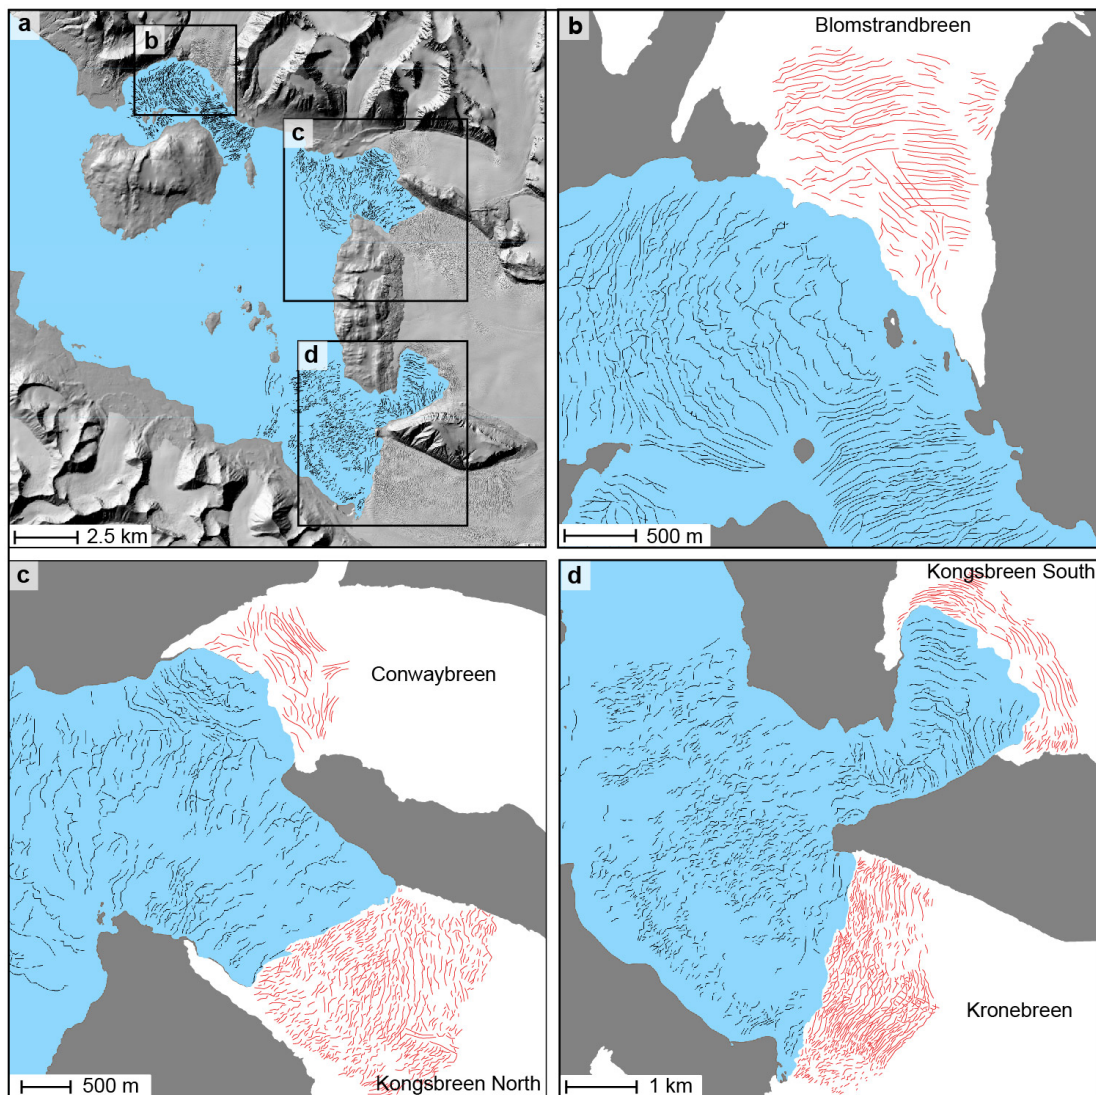 a
b
c
d
2.5 km
b
Blomstrandbreen
500 m
c
Conwaybreen
Kongsbreen North
500 m
d
Kongsbreen South
Kronebreen
1 km